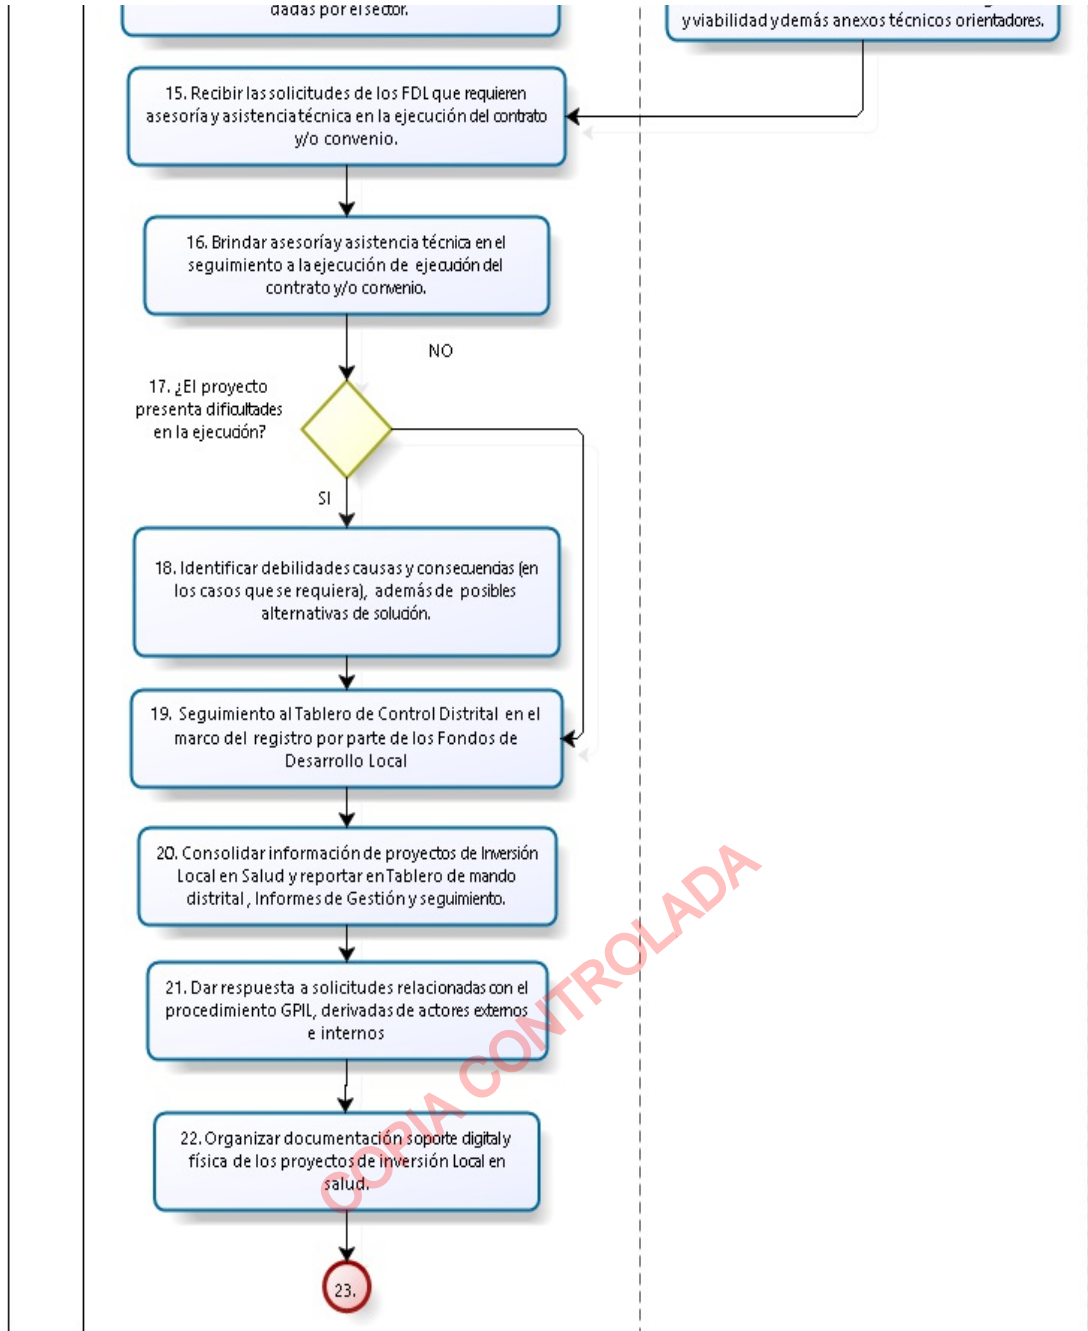 dadas por el sector.
y viabilidad y demás anexos técnicos orientadores.
15. Recibir las solicitudes de los FDL que requieren
asesoría y asistencia técnica en la ejecución del contrato
y/o convenio.
16. Brindar asesoría y asistencia técnica en el
seguimiento a la ejecución de ejecución del
contrato y/o convenio.
NO
17. ¿El proyecto
presenta dificultades
en la ejecución?
SI
18. Identificar debilidades causas y consecuencias (en
los casos que se requiera), además de posibles
alternativas de solución.
19. Seguimiento al Tablero de Control Distrital en el
marco del registro por parte de los Fondos de
Desarrollo Local
20. Consolidar información de proyectos de Inversión
Local en Salud y reportar en Tablero de mando
distrital , Informes de Gestión y seguimiento.
21. Dar respuesta a solicitudes relacionadas con el
procedimiento GPIL, derivadas de actores externos
e internos
22. Organizar documentación soporte digital y
física de los proyectos de inversión Local en
salud.
23.
COPIA CONTROLADA